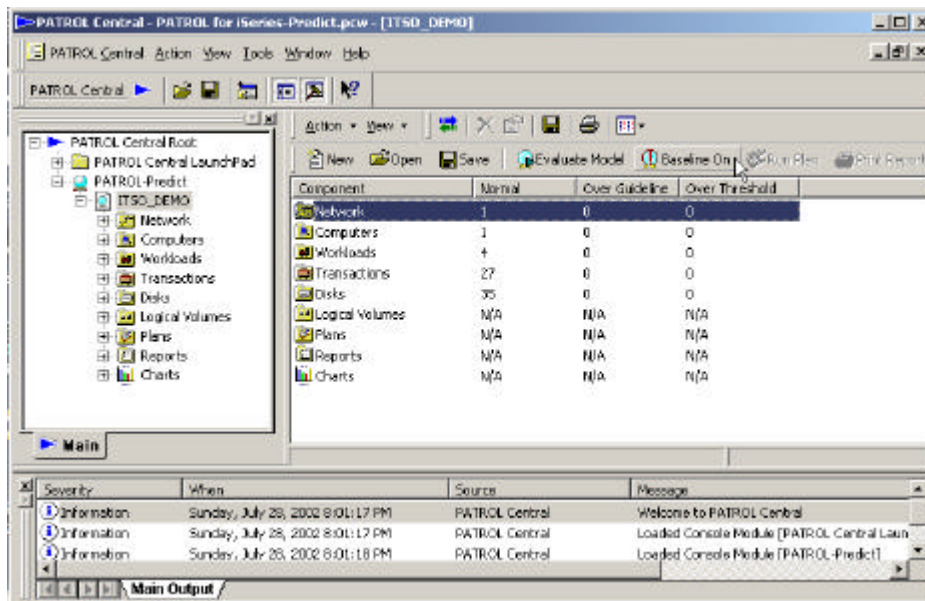 PATROL Central - PATROL for iSeries-Predict.pcw - [ITSO_DEMO]
PATROL Central Action View Tools Window Help
PATROL Central
Action View
New Open Save Evaluate Model Baseline On Run Plan Print Report
PATROL Central Root
PATROL Central LaunchPad
PATROL-Predict
ITSO_DEMO
Network
Computers
Workloads
Transactions
Disks
Logical Volumes
Plans
Reports
Charts
Main
Component Normal Over Guideline Over Threshold
Network 1 0 0
Computers 1 0 0
Workloads 4 0 0
Transactions 27 0 0
Disks 35 0 0
Logical Volumes N/A N/A N/A
Plans N/A N/A N/A
Reports N/A N/A N/A
Charts N/A N/A N/A
Severity When Source Message
Information Sunday, July 28, 2002 8:01:17 PM PATROL Central Welcome to PATROL Central
Information Sunday, July 28, 2002 8:01:17 PM PATROL Central Loaded Console Module [PATROL Central Laun
Information Sunday, July 28, 2002 8:01:18 PM PATROL Central Loaded Console Module [PATROL-Predict]
Main Output